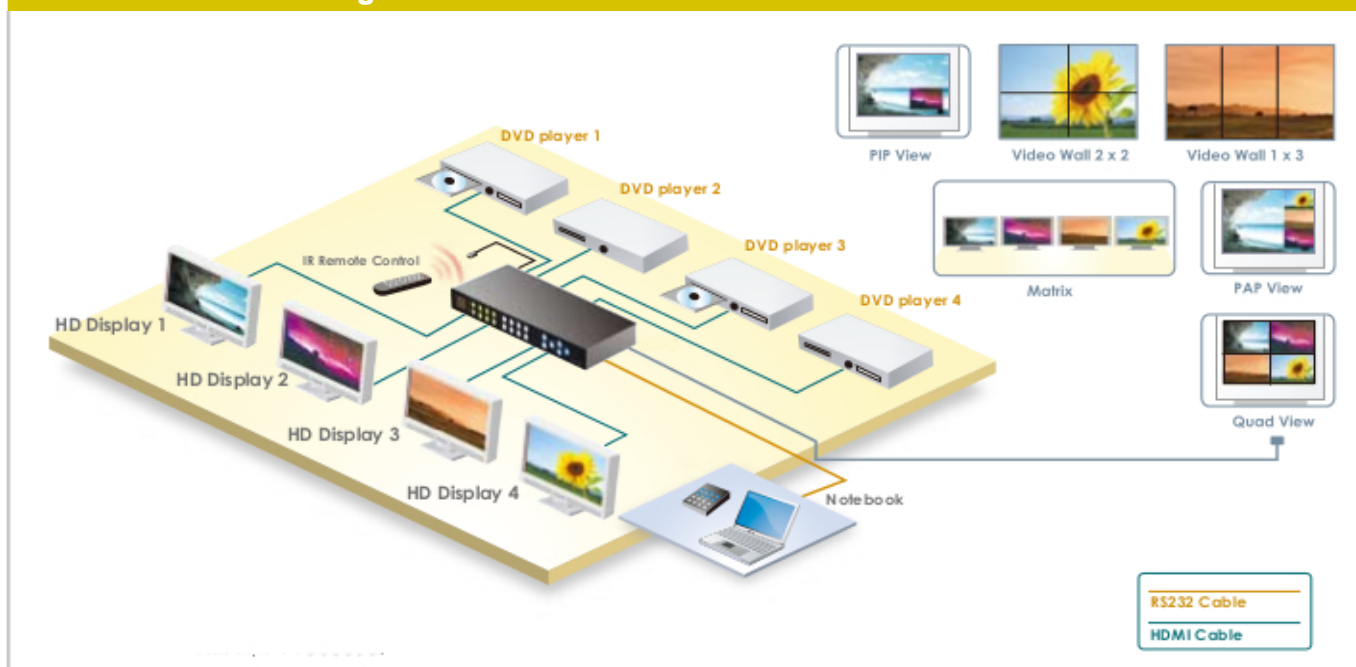 DVD player 1
PIP View
Video Wall 2 x 2
Video Wall 1 x 3
DVD player 2
DVD player 3
IR Remote Control
DVD player 4
Matrix
PAP View
HD Display 1
HD Display 2
HD Display 3
Quad View
HD Display 4
Notebook
RS232 Cable
HDMI Cable